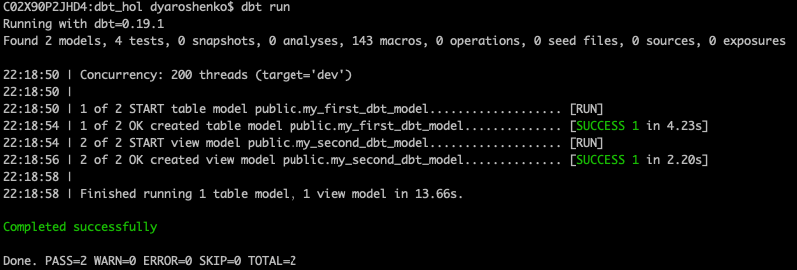 C02X90P2JHD4:dbt_hol dyaroshenko$ dbt run
Running with dbt=0.19.1
Found 2 models, 4 tests, 0 snapshots, 0 analyses, 143 macros, 0 operations, 0 seed files, 0 sources, 0 exposures
22:18:50 | Concurrency: 200 threads (target='dev')
22:18:50 |
22:18:50 | 1 of 2 START table model public.my_first_dbt_model................... [RUN]
22:18:54 | 1 of 2 OK created table model public.my_first_dbt_model.............. [SUCCESS 1 in 4.23s]
22:18:54 | 2 of 2 START view model public.my_second_dbt_model................... [RUN]
22:18:56 | 2 of 2 OK created view model public.my_second_dbt_model.............. [SUCCESS 1 in 2.20s]
22:18:58 |
22:18:58 | Finished running 1 table model, 1 view model in 13.66s.
Completed successfully
Done. PASS=2 WARN=0 ERROR=0 SKIP=0 TOTAL=2